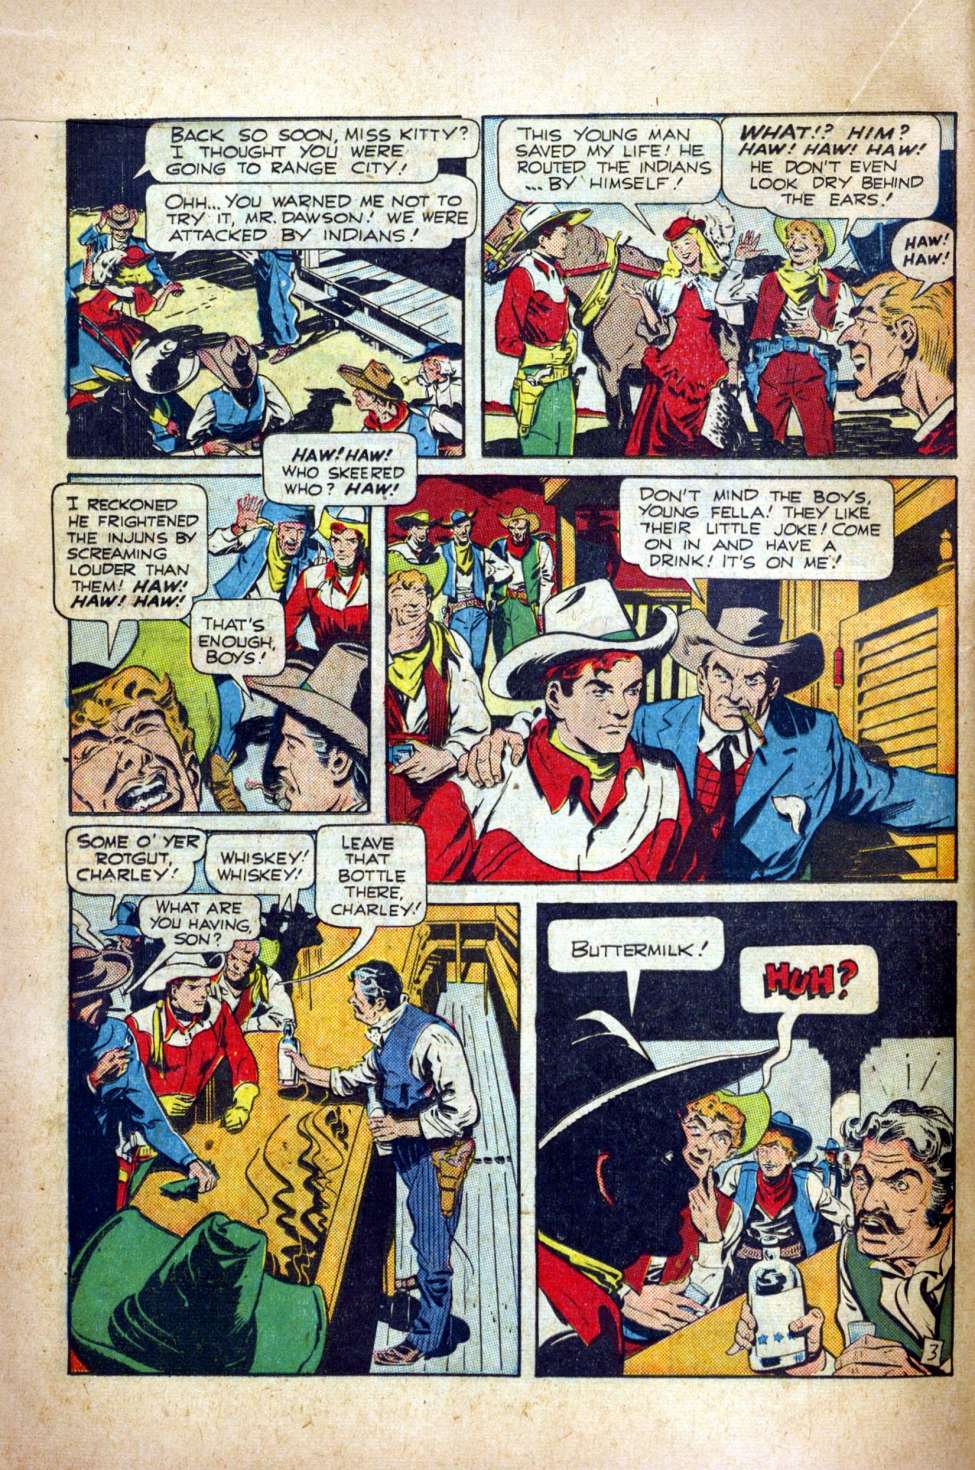 BACK SO SOON, MISS KITTY?
I THOUGHT YOU WERE
GOING TO RANGE CITY!
OHH... YOU WARNED ME NOT TO
TRY IT, MR. DAWSON! WE WERE
ATTACKED BY INDIANS!
THIS YOUNG MAN
SAVED MY LIFE! HE
ROUTED THE INDIANS
... BY HIMSELF!
WHAT!? HIM?
HAW! HAW! HAW!
HE DON'T EVEN
LOOK DRY BEHIND
THE EARS!
HAW!
HAW!
I RECKONED
HE FRIGHTENED
THE INJUNS BY
SCREAMING
LOUDER THAN
THEM! HAW!
HAW! HAW!
HAW! HAW!
WHO SKEERED
WHO? HAW!
THAT'S
ENOUGH,
BOYS!
DON'T MIND THE BOYS,
YOUNG FELLA! THEY LIKE
THEIR LITTLE JOKE! COME
ON IN AND HAVE A
DRINK! IT'S ON ME!
SOME O' YER
ROTGUT,
CHARLEY!
WHAT ARE
YOU HAVING,
SON?
WHISKEY!
WHISKEY!
LEAVE
THAT
BOTTLE
THERE,
CHARLEY!
BUTTERMILK!
HUH?
3